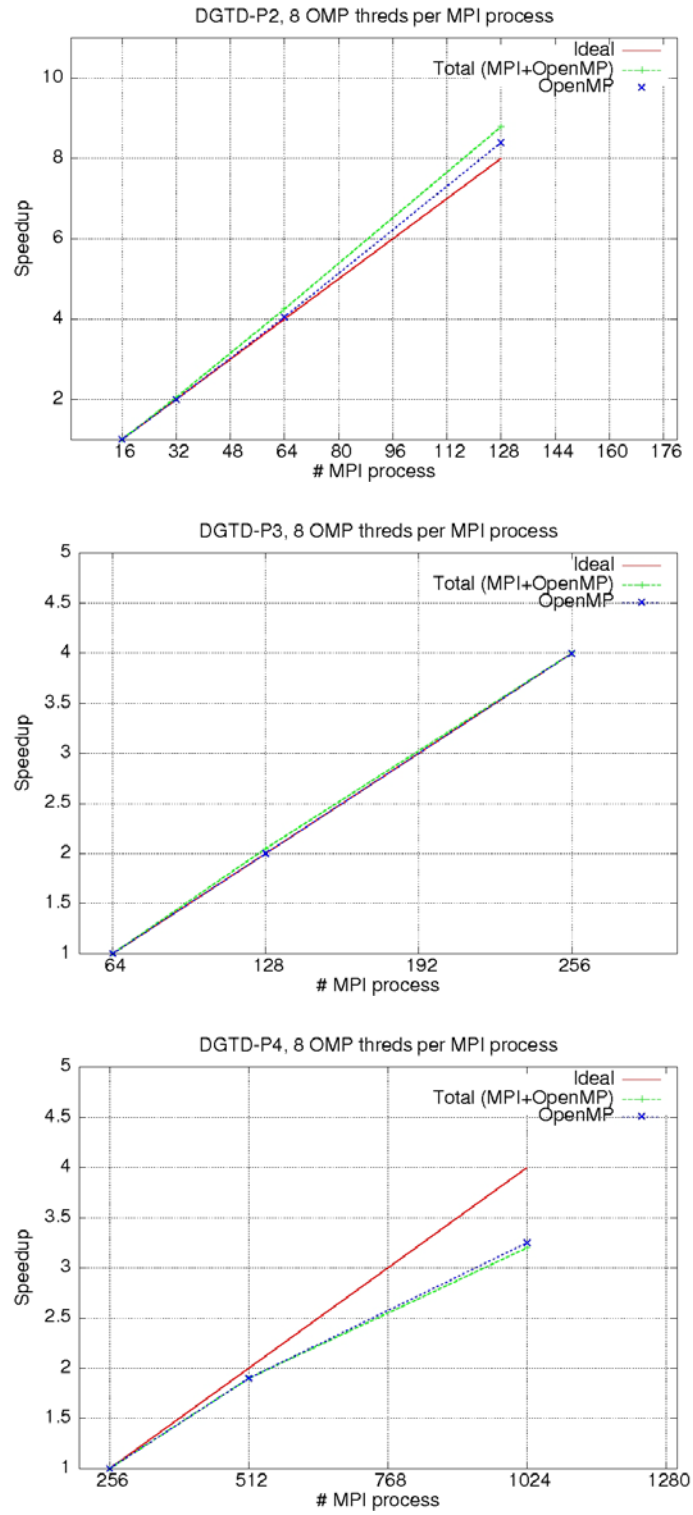 DGTD-P2, 8 OMP threds per MPI process
Ideal
Total (MPI+OpenMP)
OpenMP
10
8
6
4
2
Speedup
16 32 48 64 80 96 112 128 144 160 176
# MPI process
DGTD-P3, 8 OMP threds per MPI process
Ideal
Total (MPI+OpenMP)
OpenMP
5
4.5
4
3.5
3
2.5
2
1.5
1
Speedup
64 128 192 256
# MPI process
DGTD-P4, 8 OMP threds per MPI process
Ideal
Total (MPI+OpenMP)
OpenMP
5
4.5
4
3.5
3
2.5
2
1.5
1
Speedup
256 512 768 1024 1280
# MPI process